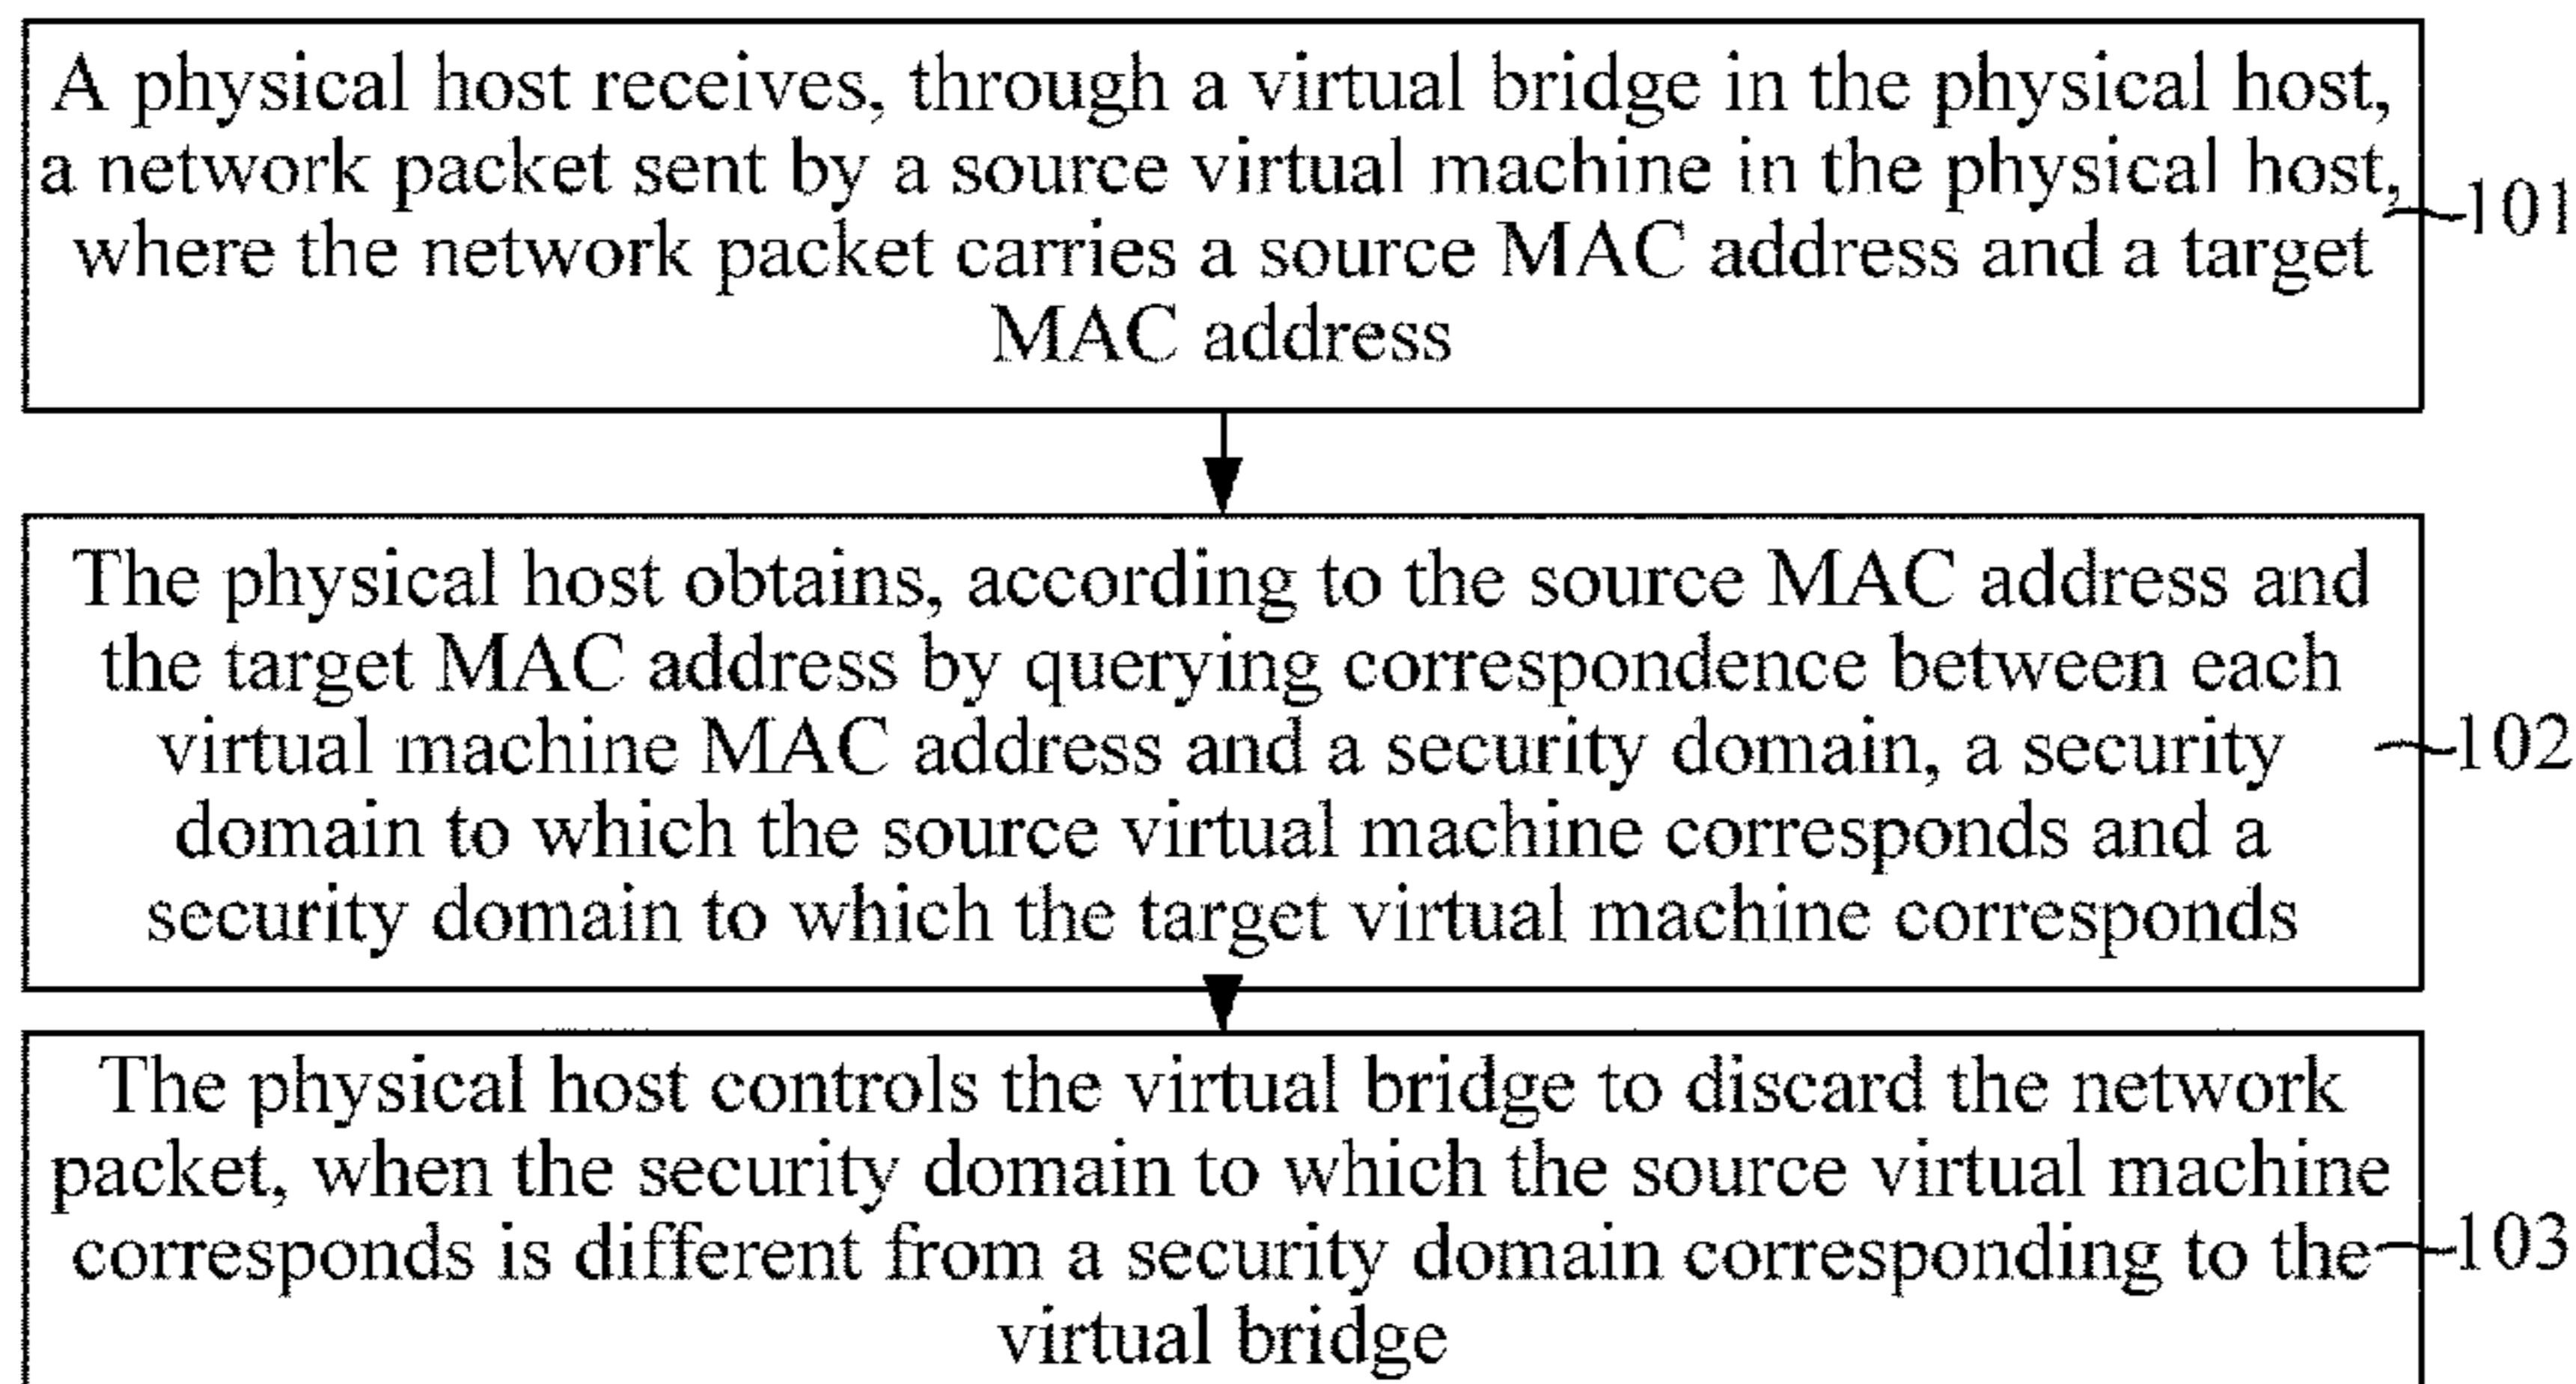 A physical host receives, through a virtual bridge in the physical host,
a network packet sent by a source virtual machine in the physical host,
where the network packet carries a source MAC address and a target
MAC address
101
The physical host obtains, according to the source MAC address and
the target MAC address by querying correspondence between each
virtual machine MAC address and a security domain, a security
domain to which the source virtual machine corresponds and a
security domain to which the target virtual machine corresponds
102
The physical host controls the virtual bridge to discard the network
packet, when the security domain to which the source virtual machine
corresponds is different from a security domain corresponding to the
virtual bridge
103